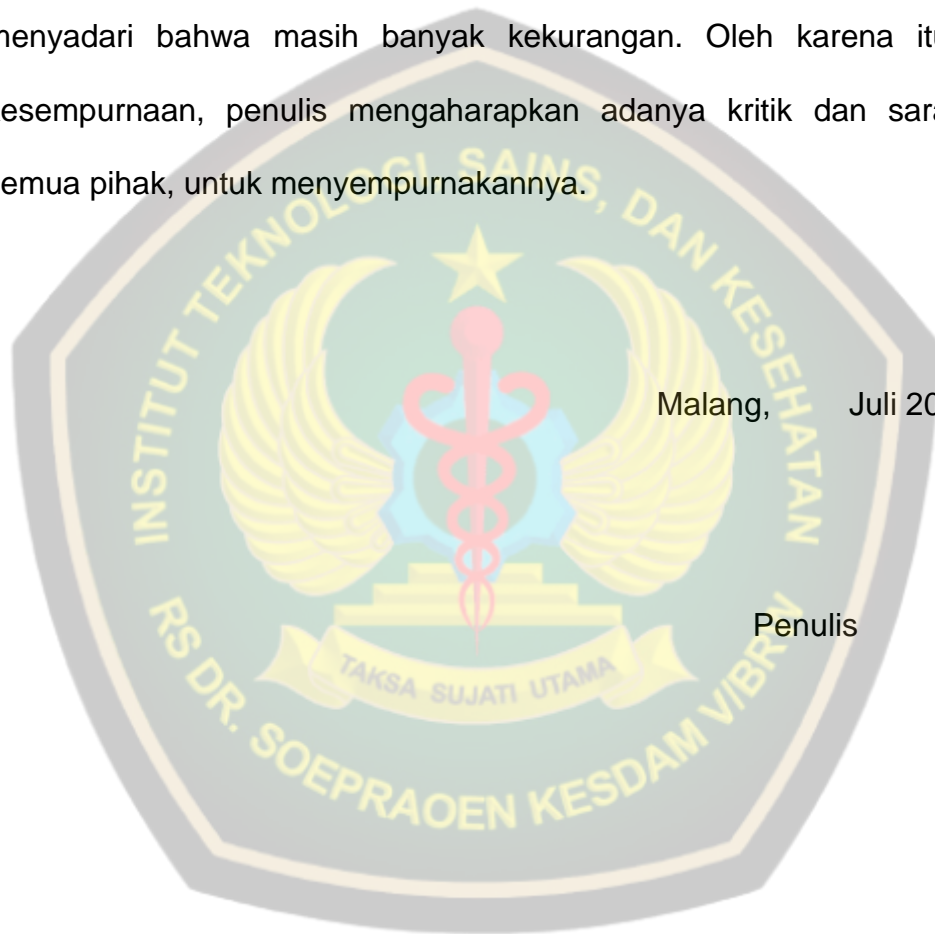 menyadari bahwa masih banyak kekurangan. Oleh karena itu
kesempurnaan, penulis mengaharapkan adanya kritik dan sara
semua pihak, untuk menyempurnakannya.
INSTITUT TEKNOLOGI, SAINS, DAN KESEHATAN
Malang, Juli 20
Penulis
TAKSA SUJATI UTAMA
RS DR. SOEPRAOEN KESDAM V/BRW